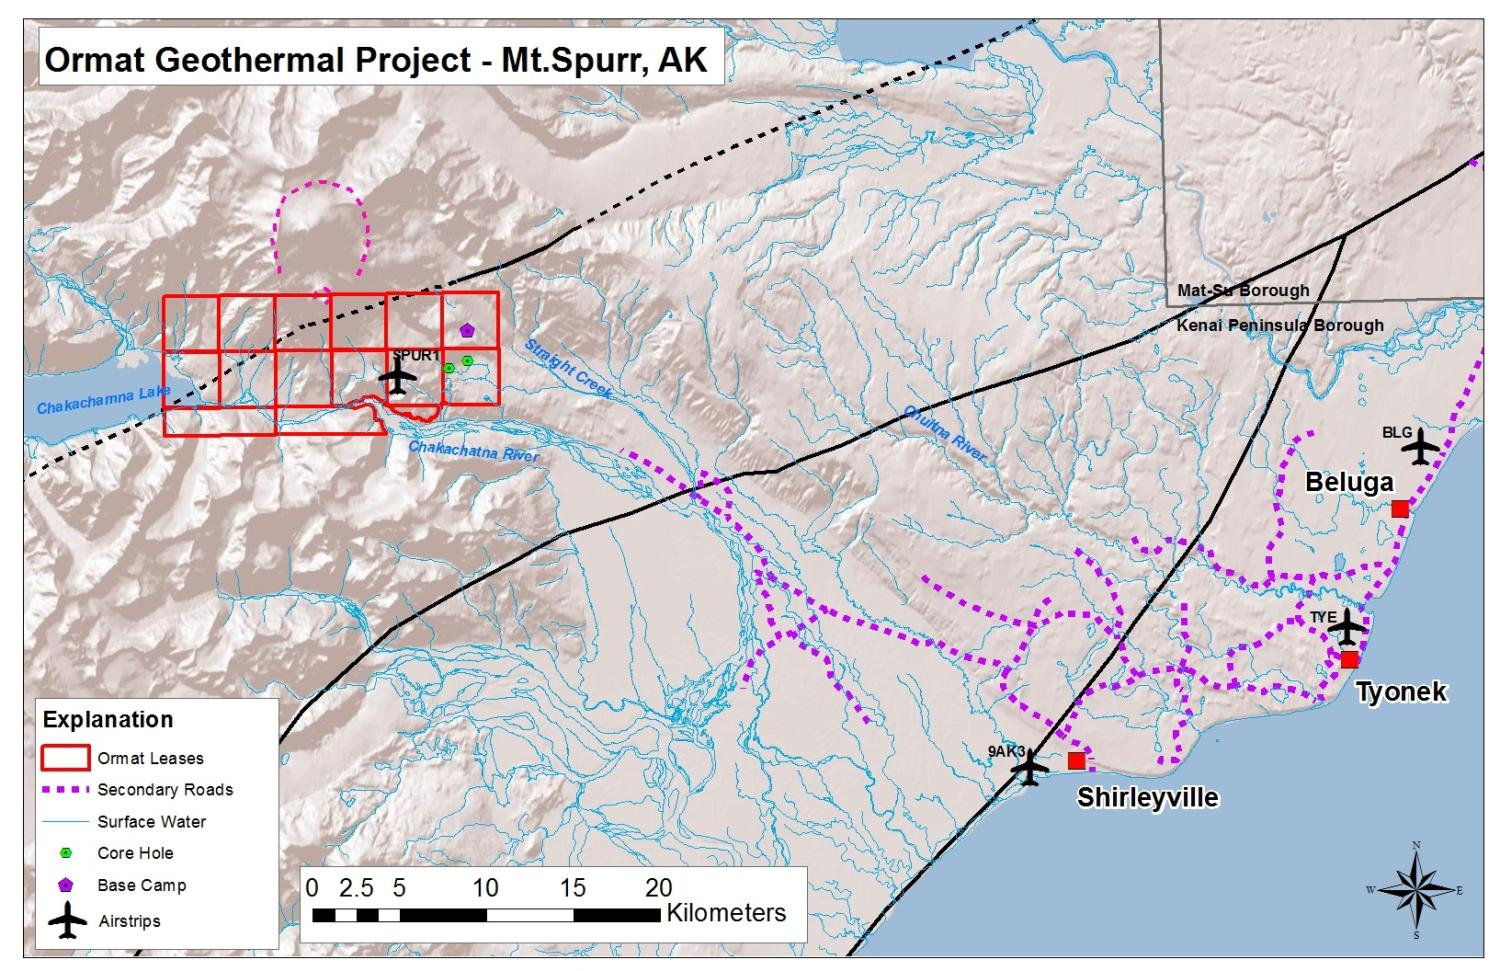 Ormat Geothermal Project - Mt.Spurr, AK
Mat-Su Borough
Kenai Peninsula Borough
SPUR1
Straight Creek
Chakachamna Lake
Chuitna River
Chakachatna River
BLG
Beluga
TYE
Tyonek
9AK3
Shirleyville
Explanation
Ormat Leases
Secondary Roads
Surface Water
Core Hole
Base Camp
Airstrips
0 2.5 5 10 15 20
Kilometers
N
W E
S